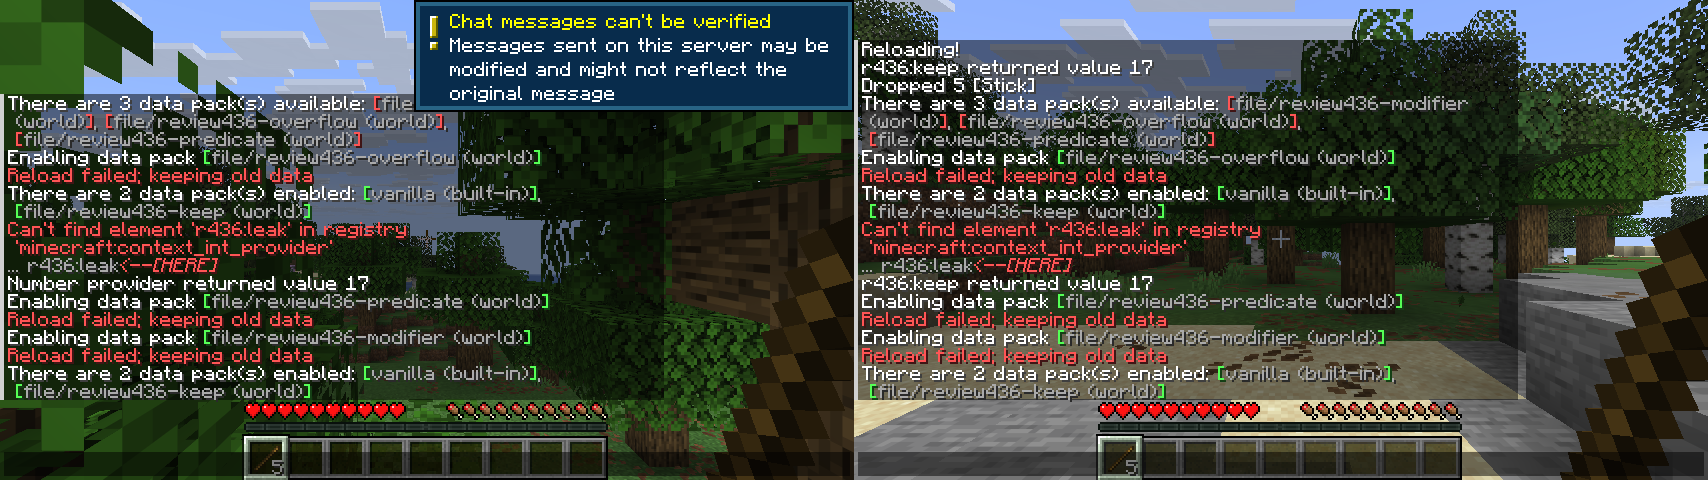 Chat messages can't be verified
Messages sent on this server may be
modified and might not reflect the
original message
There are 3 data pack(s) available: [file
(world)], [file/review436-overflow (world)],
[file/review436-predicate (world)]
Enabling data pack [file/review436-overflow (world)]
Reload failed; keeping old data
There are 2 data pack(s) enabled: [vanilla (built-in)],
[file/review436-keep (world)]
Can't find element 'r436:leak' in registry
'minecraft:context_int_provider'
... r436:leak<--[HERE]
Number provider returned value 17
Enabling data pack [file/review436-predicate (world)]
Reload failed; keeping old data
Enabling data pack [file/review436-modifier (world)]
Reload failed; keeping old data
There are 2 data pack(s) enabled: [vanilla (built-in)],
[file/review436-keep (world)]
5
Reloading!
r436:keep returned value 17
Dropped 5 [Stick]
There are 3 data pack(s) available: [file/review436-modifier
(world)], [file/review436-overflow (world)],
[file/review436-predicate (world)]
Enabling data pack [file/review436-overflow (world)]
Reload failed; keeping old data
There are 2 data pack(s) enabled: [vanilla (built-in)],
[file/review436-keep (world)]
Can't find element 'r436:leak' in registry
'minecraft:context_int_provider'
... r436:leak<--[HERE]
r436:keep returned value 17
Enabling data pack [file/review436-predicate (world)]
Reload failed; keeping old data
Enabling data pack [file/review436-modifier (world)]
Reload failed; keeping old data
There are 2 data pack(s) enabled: [vanilla (built-in)],
[file/review436-keep (world)]
5